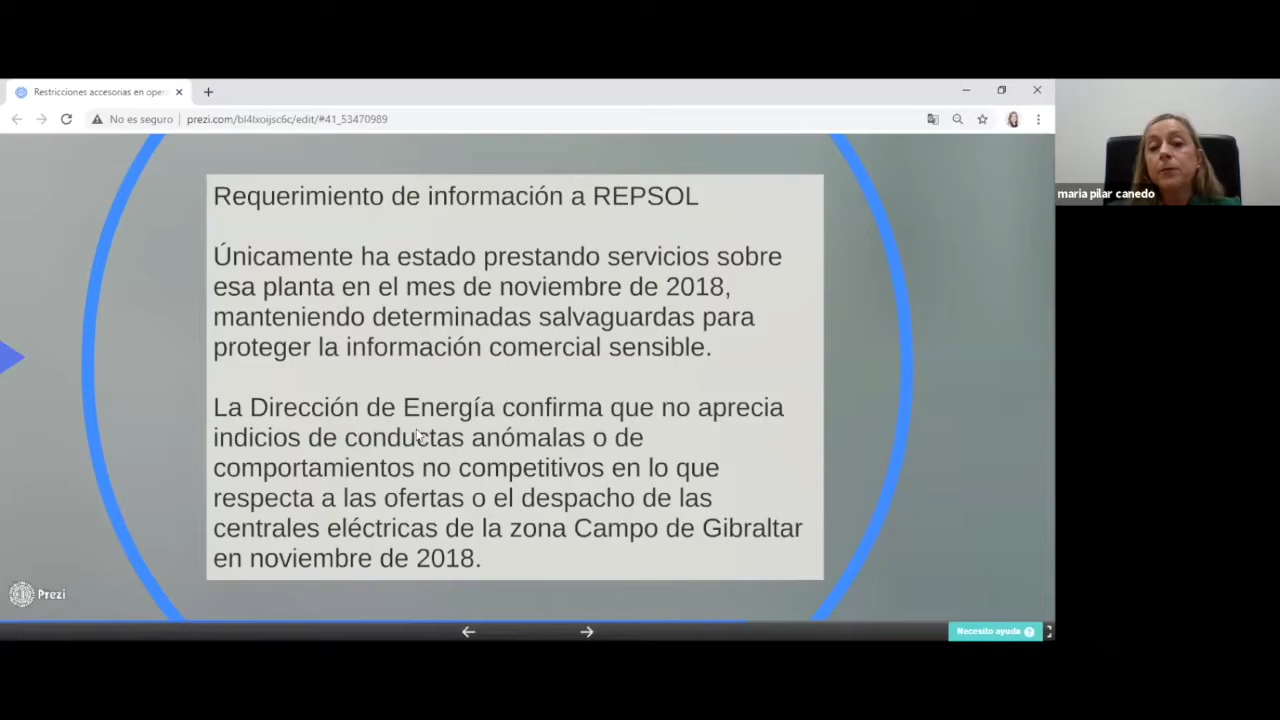 Restricciones accesorias en oper
No es seguro
prezi.com/bl4lxoijsc6c/edit/#41_53470989
maria pilar canedo
Requerimiento de información a REPSOL
Únicamente ha estado prestando servicios sobre
esa planta en el mes de noviembre de 2018,
manteniendo determinadas salvaguardas para
proteger la información comercial sensible.
La Dirección de Energía confirma que no aprecia
indicios de conductas anómalas o de
comportamientos no competitivos en lo que
respecta a las ofertas o el despacho de las
centrales eléctricas de la zona Campo de Gibraltar
en noviembre de 2018.
Prezi
Necesito ayuda ?